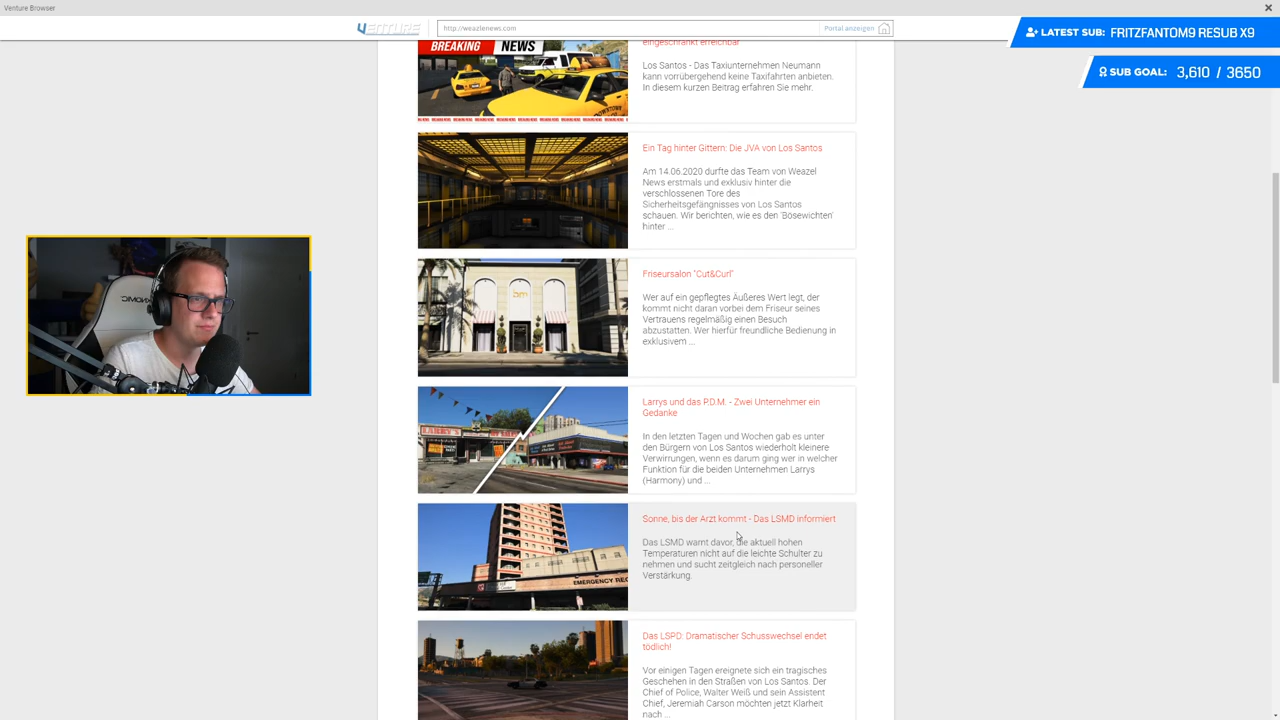 Venture Browser
VENTURE
http://weazlenews.com
Portal anzeigen
LATEST SUB: FRITZFANTOM9 RESUB X9
SUB GOAL: 3,610 / 3650
BREAKING NEWS
eingeschränkt erreichbar
Los Santos - Das Taxiunternehmen Neumann
kann vorrübergehend keine Taxifahrten anbieten.
In diesem kurzen Beitrag erfahren Sie mehr.
Ein Tag hinter Gittern: Die JVA von Los Santos
Am 14.06.2020 durfte das Team von Weazel
News erstmals und exklusiv hinter die
verschlossenen Tore des
Sicherheitsgefängnisses von Los Santos
schauen. Wir berichten, wie es den 'Bösewichten'
hinter ...
Friseursalon "Cut&Curl"
Wer auf ein gepflegtes Äußeres Wert legt, der
kommt nicht daran vorbei dem Friseur seines
Vertrauens regelmäßig einen Besuch
abzustatten. Wer hierfür freundliche Bedienung in
exklusivem ...
LARRY'S
Larrys und das P.D.M. - Zwei Unternehmer ein
Gedanke
In den letzten Tagen und Wochen gab es unter
den Bürgern von Los Santos wiederholt kleinere
Verwirrungen, wenn es darum ging wer in welcher
Funktion für die beiden Unternehmen Larrys
(Harmony) und ...
EMERGENCY REC
Sonne, bis der Arzt kommt - Das LSMD informiert
Das LSMD warnt davor, die aktuell hohen
Temperaturen nicht auf die leichte Schulter zu
nehmen und sucht zeitgleich nach personeller
Verstärkung.
Das LSPD: Dramatischer Schusswechsel endet
tödlich!
Vor einigen Tagen ereignete sich ein tragisches
Geschehen in den Straßen von Los Santos. Der
Chief of Police, Walter Weiß und sein Assistent
Chief, Jeremiah Carson möchten jetzt Klarheit
nach ...